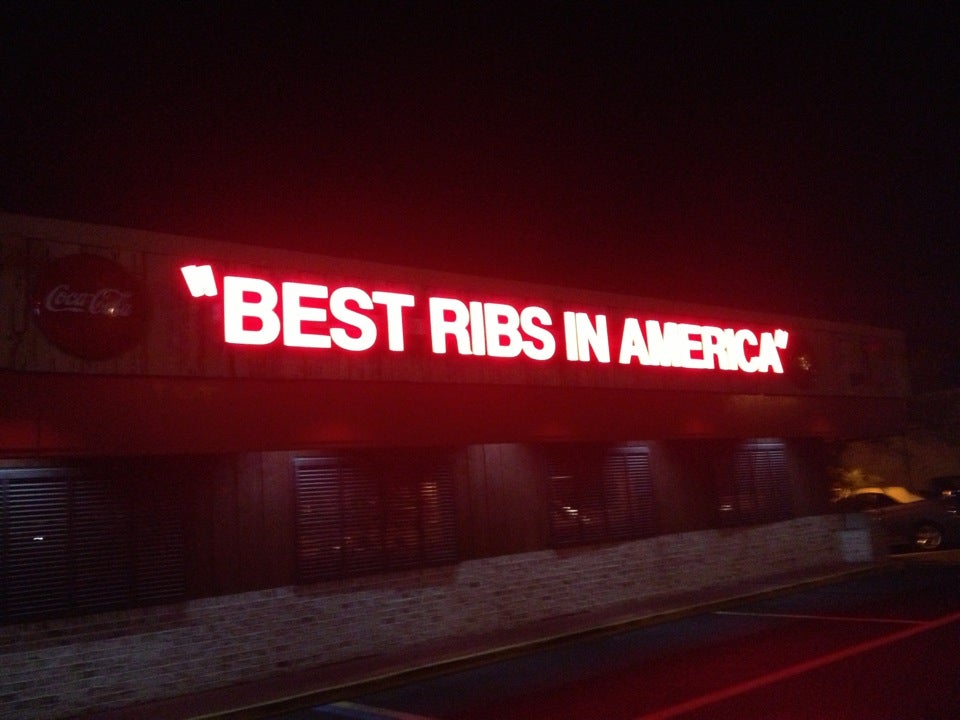 Coca-Cola
"BEST RIBS IN AMERICA"